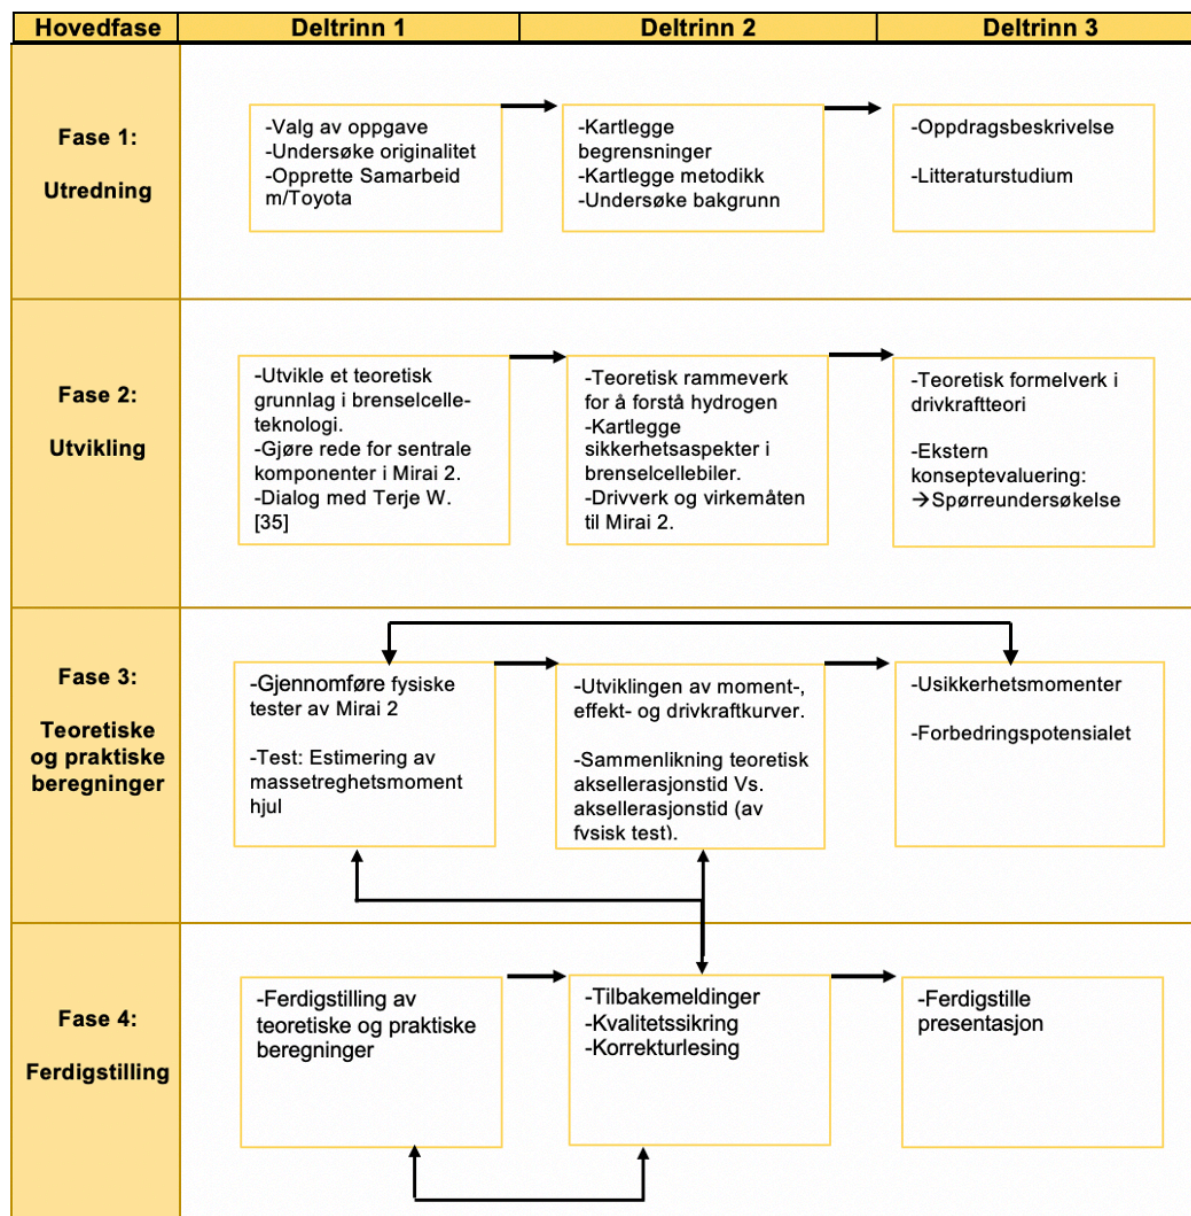 Hovedfase Deltrinn 1 Deltrinn 2 Deltrinn 3
Fase 1:
Utredning
-Valg av oppgave
-Undersøke originalitet
-Opprette Samarbeid
m/Toyota
-Kartlegge
begrensninger
-Kartlegge metodikk
-Undersøke bakgrunn
-Oppdragsbeskrivelse
-Litteraturstudium
Fase 2:
Utvikling
-Utvikle et teoretisk
grunnlag i brenselcelle-
teknologi.
-Gjøre rede for sentrale
komponenter i Mirai 2.
-Dialog med Terje W.
[35]
-Teoretisk rammeverk
for å forstå hydrogen
-Kartlegge
sikkerhetsaspekter i
brenselcellebiler.
-Drivverk og virkemåten
til Mirai 2.
-Teoretisk formelverk i
drivkraftteori
-Ekstern
konseptevaluering:
→Spørreundersøkelse
Fase 3:
Teoretiske
og praktiske
beregninger
-Gjennomføre fysiske
tester av Mirai 2
-Test: Estimering av
massetreghetsmoment
hjul
-Utviklingen av moment-,
effekt- og drivkraftkurver.
-Sammenlikning teoretisk
aksellerasjonstid Vs.
aksellerasjonstid (av
fysisk test).
-Usikkerhetsmomenter
-Forbedringspotensialet
Fase 4:
Ferdigstilling
-Ferdigstilling av
teoretiske og praktiske
beregninger
-Tilbakemeldinger
-Kvalitetssikring
-Korrekturlesing
-Ferdigstille
presentasjon